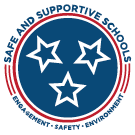 SAFE AND SUPPORTIVE SCHOOLS
ENGAGEMENT • SAFETY • ENVIRONMENT